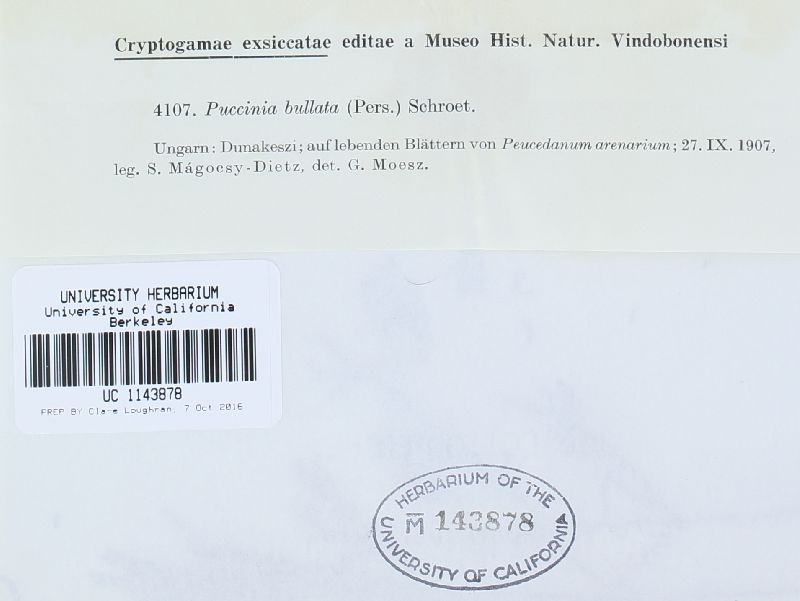 Cryptogamae exsiccatae editae a Museo Hist. Natur. Vindobonensi
4107. Puccinia bullata (Pers.) Schroet.
Ungarn: Dunakeszi; auf lebenden Blättern von Peucedanum arenarium; 27. IX. 1907,
leg. S. Mágocsy-Dietz, det. G. Moesz.
UNIVERSITY HERBARIUM
University of California
Berkeley
UC 1143878
PREP BY Clare Loughran, 7 Oct 2016
HERBARIUM OF THE
M 143878
UNIVERSITY OF CALIFORNIA